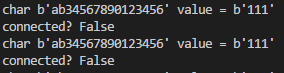 char b'ab34567890123456' value = b'111'
connected? False
char b'ab34567890123456' value = b'111'
connected? False